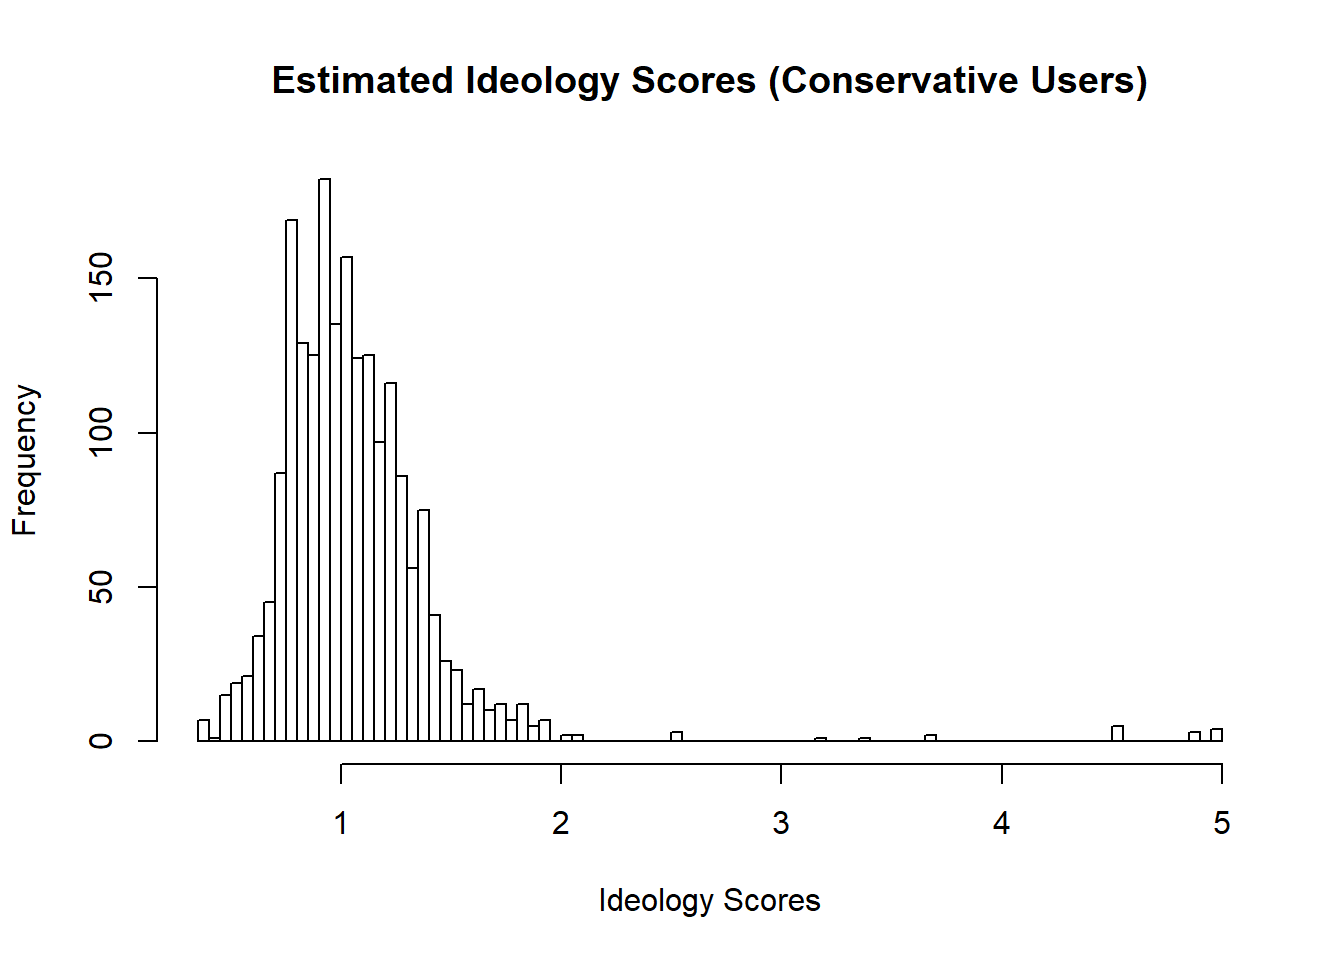 Estimated Ideology Scores (Conservative Users)
Frequency
150
100
50
0
1 2 3 4 5
Ideology Scores